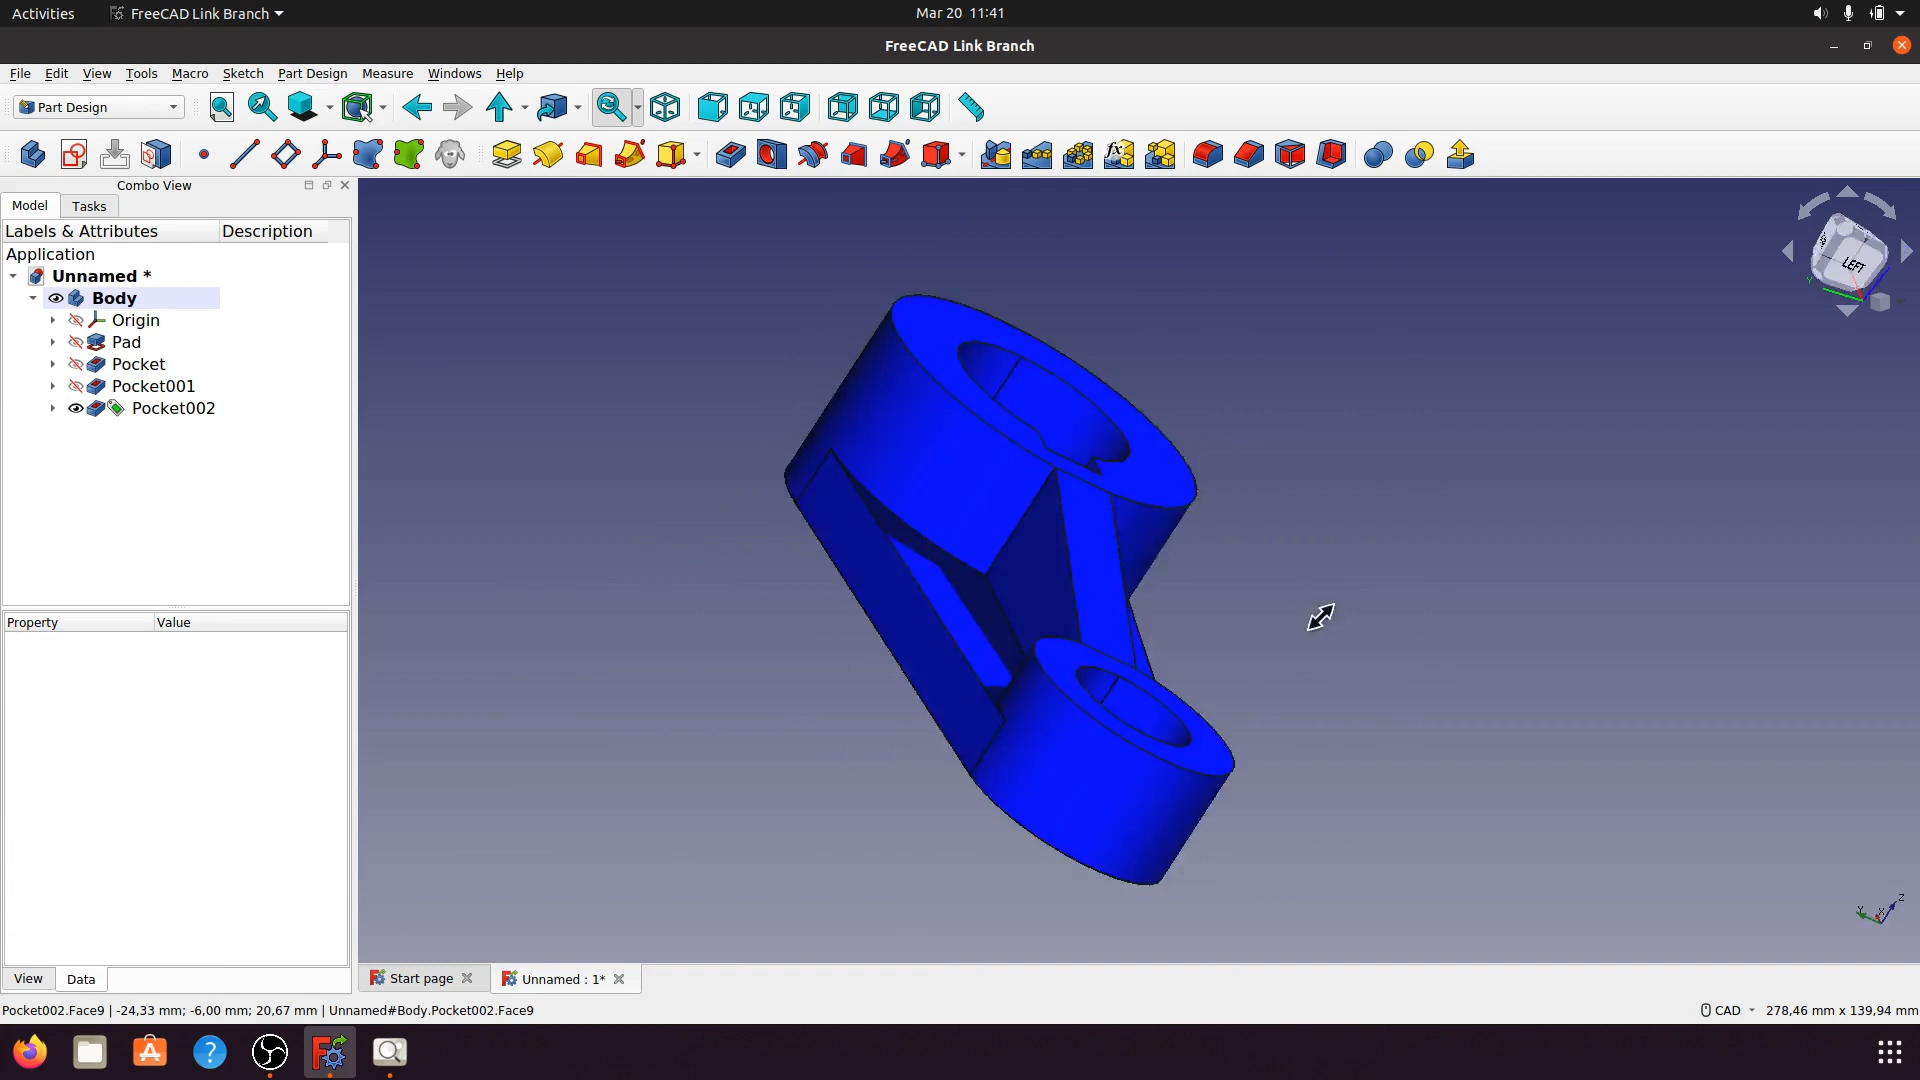 Activities FreeCAD Link Branch Mar 20 11:41
FreeCAD Link Branch
File Edit View Tools Macro Sketch Part Design Measure Windows Help
Part Design
fx
Combo View
Model Tasks
Labels & Attributes Description
Application
Unnamed *
Body
Origin
Pad
Pocket
Pocket001
Pocket002
LEFT
Y
Property Value
Z
Y X
View Data
Start page Unnamed : 1*
Pocket002.Face9 | -24,33 mm; -6,00 mm; 20,67 mm | Unnamed#Body.Pocket002.Face9 CAD 278,46 mm x 139,94 mm